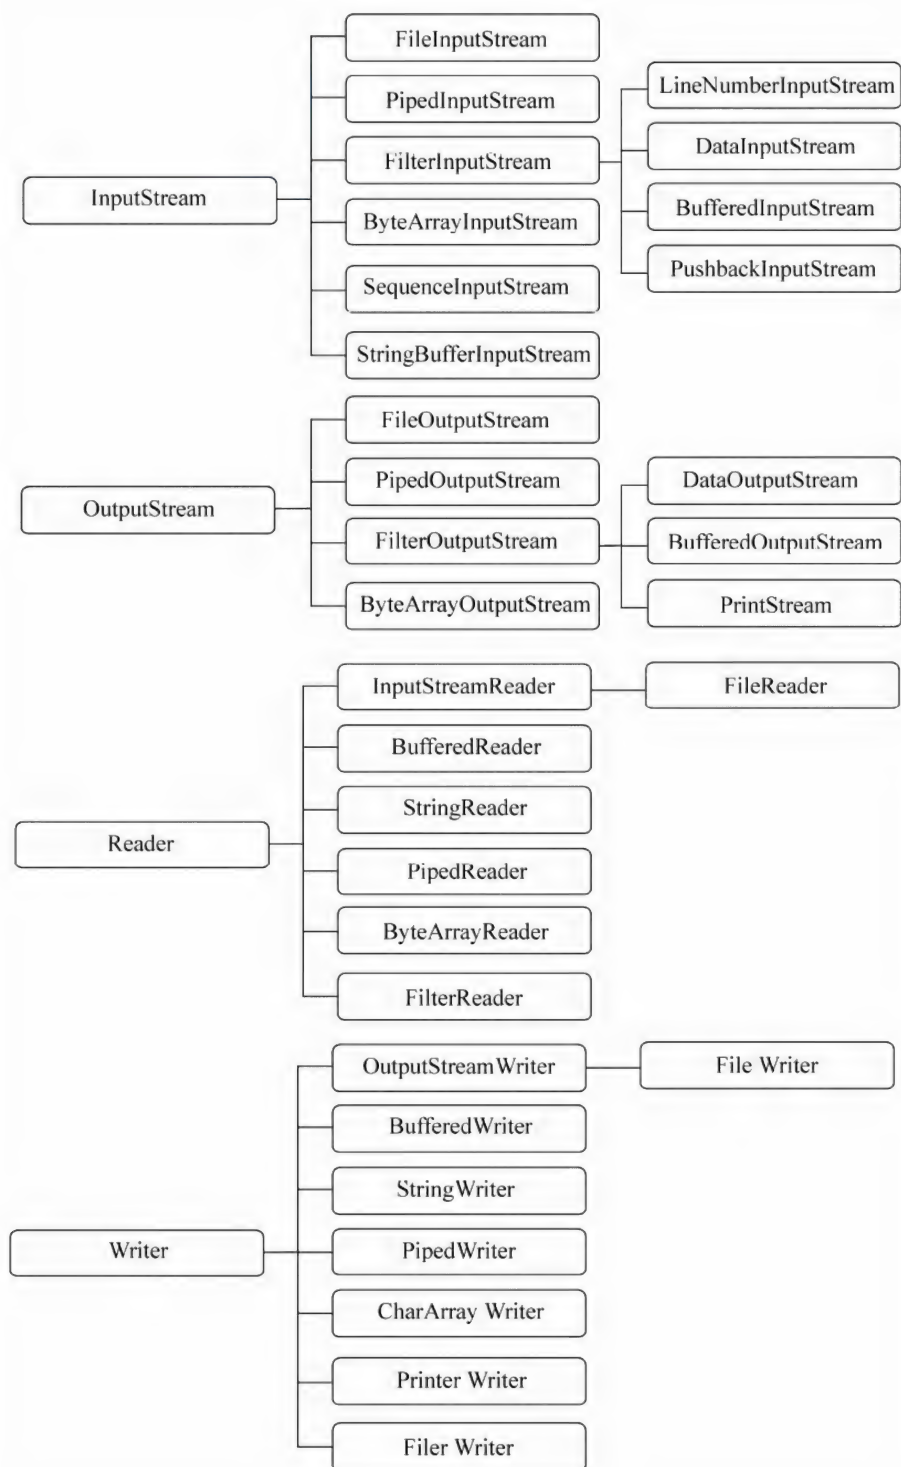 InputStream
FileInputStream
PipedInputStream
FilterInputStream
ByteArrayInputStream
SequenceInputStream
StringBufferInputStream
LineNumberInputStream
DataInputStream
BufferedInputStream
PushbackInputStream
OutputStream
FileOutputStream
PipedOutputStream
FilterOutputStream
ByteArrayOutputStream
DataOutputStream
BufferedOutputStream
PrintStream
Reader
InputStreamReader
BufferedReader
StringReader
PipedReader
ByteArrayReader
FilterReader
FileReader
Writer
OutputStreamWriter
BufferedWriter
StringWriter
PipedWriter
CharArray Writer
Printer Writer
Filer Writer
File Writer